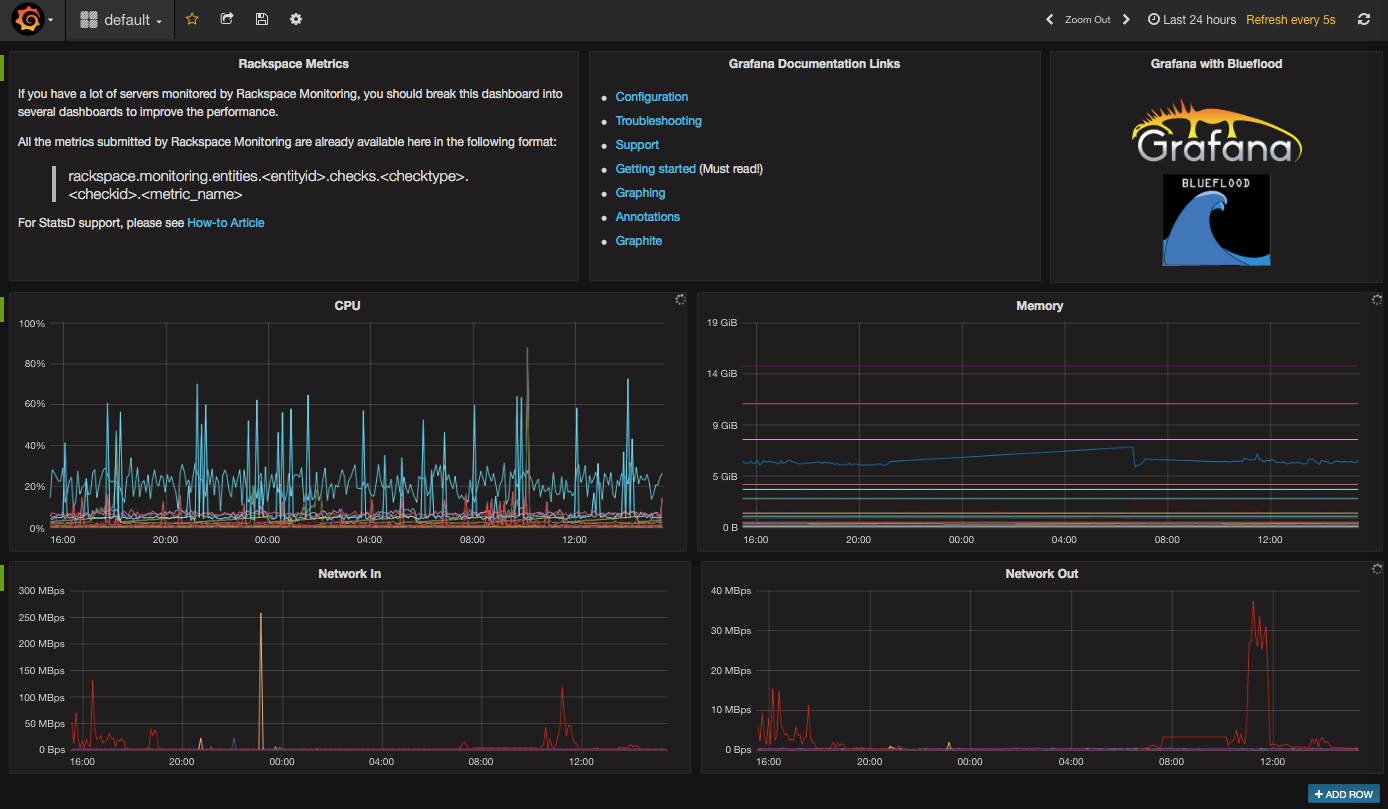 default
Zoom Out
Last 24 hours
Refresh every 5s
Rackspace Metrics
If you have a lot of servers monitored by Rackspace Monitoring, you should break this dashboard into
several dashboards to improve the performance.
All the metrics submitted by Rackspace Monitoring are already available here in the following format:
rackspace.monitoring.entities.<entityid>.checks.<checktype>.
<checkid>.<metric_name>
For StatsD support, please see How-to Article
Grafana Documentation Links
Configuration
Troubleshooting
Support
Getting started (Must read!)
Graphing
Annotations
Graphite
Grafana with Blueflood
Grafana
BLUEFLOOD
CPU
100%
80%
60%
40%
20%
0%
16:00 20:00 00:00 04:00 08:00 12:00
Memory
19 GiB
14 GiB
9 GiB
5 GiB
0 B
16:00 20:00 00:00 04:00 08:00 12:00
Network In
300 MBps
250 MBps
200 MBps
150 MBps
100 MBps
50 MBps
0 Bps
16:00 20:00 00:00 04:00 08:00 12:00
Network Out
40 MBps
30 MBps
20 MBps
10 MBps
0 Bps
16:00 20:00 00:00 04:00 08:00 12:00
+ ADD ROW